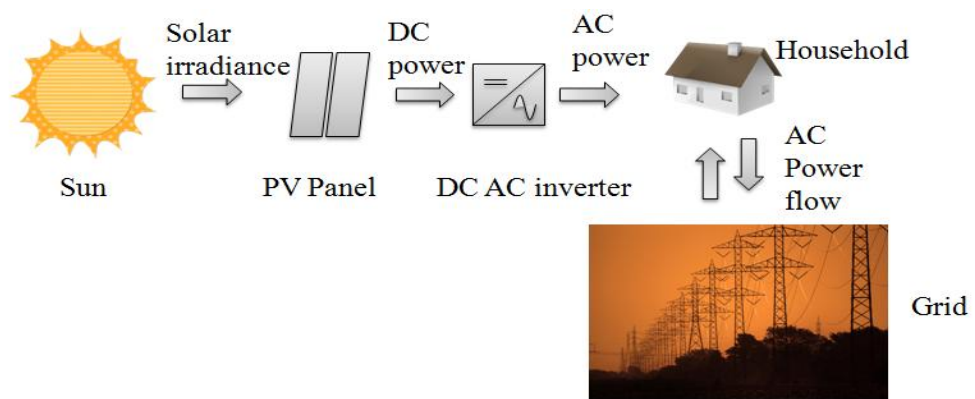 Solar
irradiance
DC
power
AC
power
Household
Sun
PV Panel
DC AC inverter
AC
Power
flow
Grid